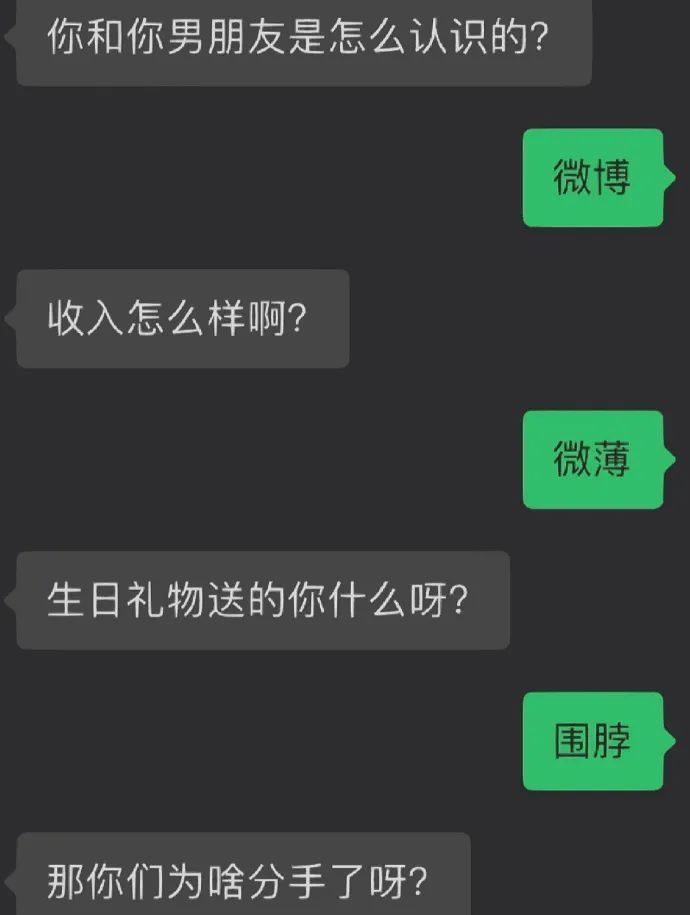 你和你男朋友是怎么认识的?
微博
收入怎么样啊?
微薄
生日礼物送的你什么呀?
围脖
那你们为啥分手了呀?